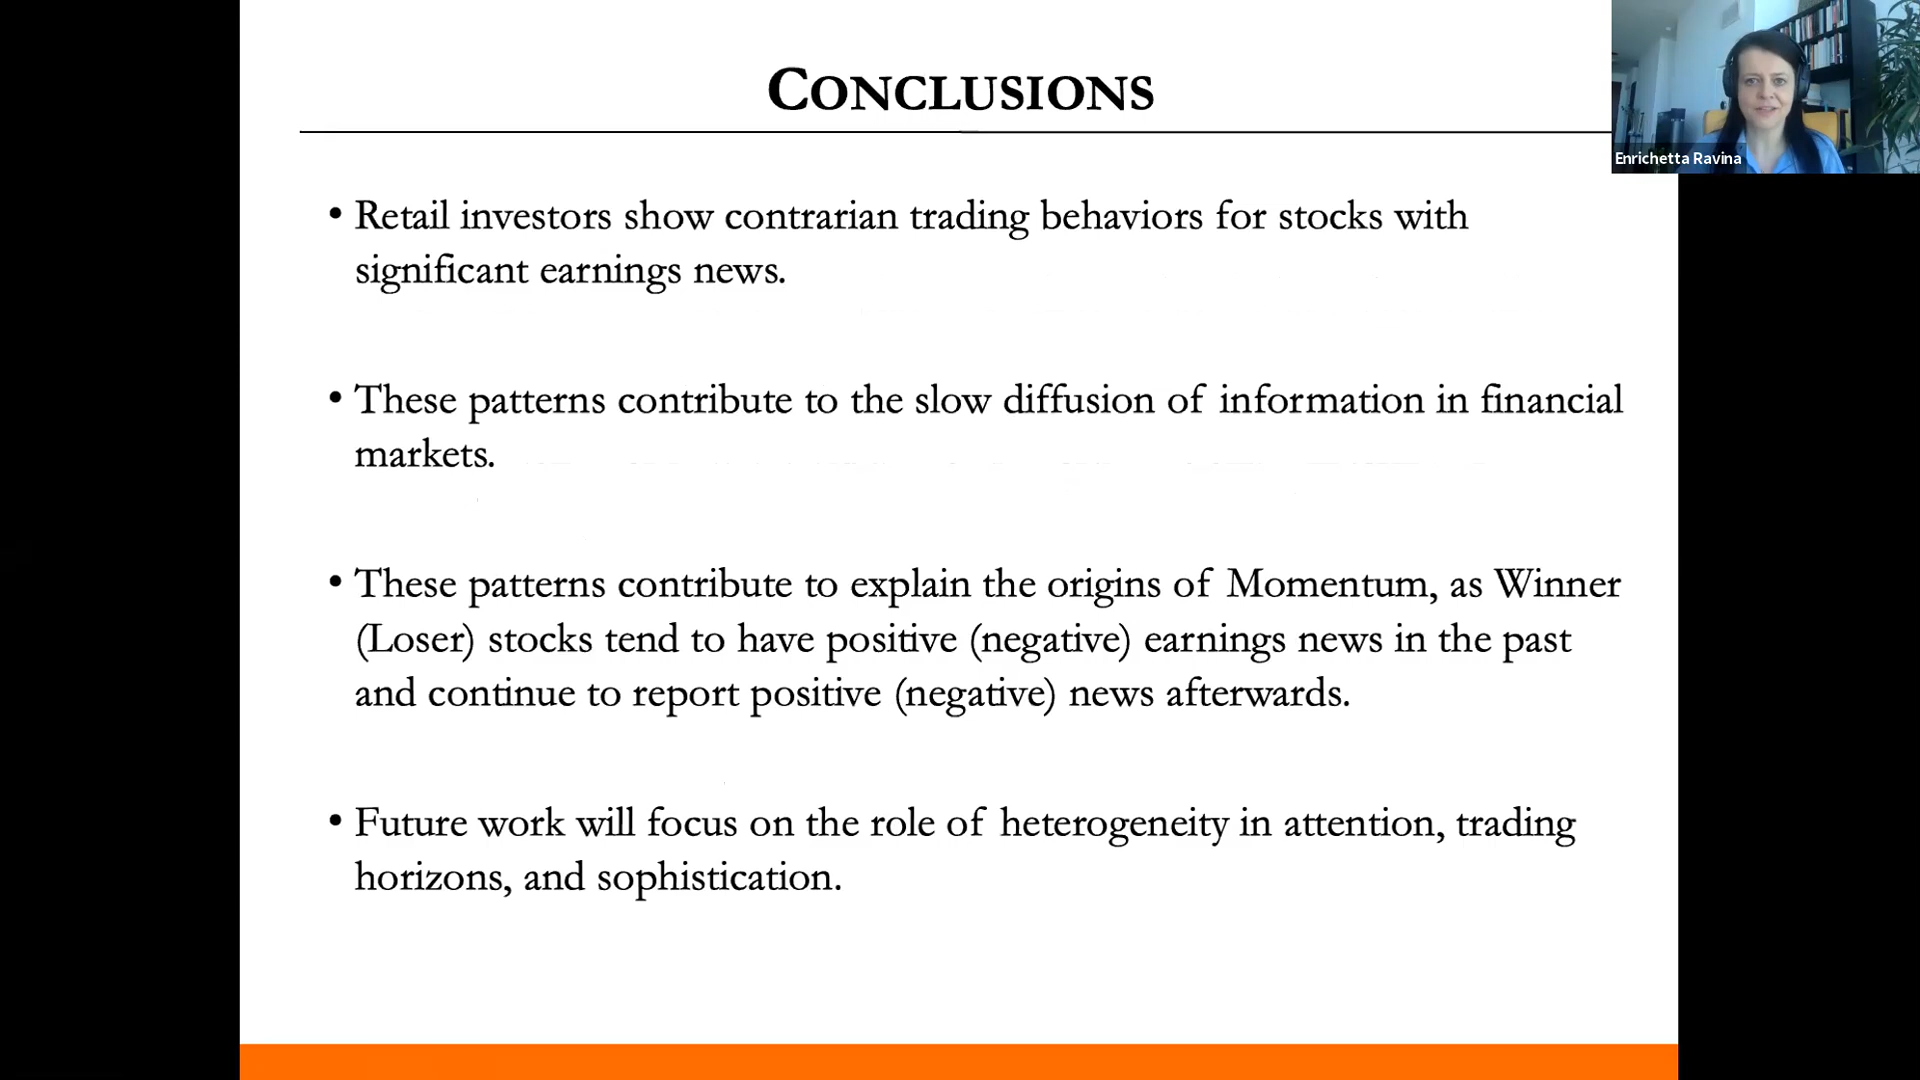 CONCLUSIONS
Enrichetta Ravina
• Retail investors show contrarian trading behaviors for stocks with
significant earnings news.
• These patterns contribute to the slow diffusion of information in financial
markets.
• These patterns contribute to explain the origins of Momentum, as Winner
(Loser) stocks tend to have positive (negative) earnings news in the past
and continue to report positive (negative) news afterwards.
• Future work will focus on the role of heterogeneity in attention, trading
horizons, and sophistication.